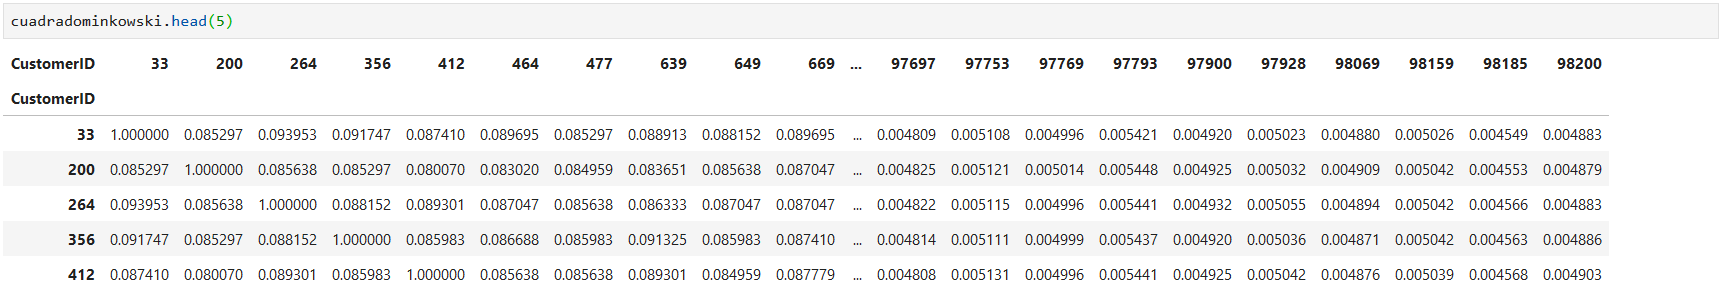 cuadradominkowski.head(5)
CustomerID 33 200 264 356 412 464 477 639 649 669 ... 97697 97753 97769 97793 97900 97928 98069 98159 98185 98200
CustomerID
33 1.000000 0.085297 0.093953 0.091747 0.087410 0.089695 0.085297 0.088913 0.088152 0.089695 ... 0.004809 0.005108 0.004996 0.005421 0.004920 0.005023 0.004880 0.005026 0.004549 0.004883
200 0.085297 1.000000 0.085638 0.085297 0.080070 0.083020 0.084959 0.083651 0.085638 0.087047 ... 0.004825 0.005121 0.005014 0.005448 0.004925 0.005032 0.004909 0.005042 0.004553 0.004879
264 0.093953 0.085638 1.000000 0.088152 0.089301 0.087047 0.085638 0.086333 0.087047 0.087047 ... 0.004822 0.005115 0.004996 0.005441 0.004932 0.005055 0.004894 0.005042 0.004566 0.004883
356 0.091747 0.085297 0.088152 1.000000 0.085983 0.086688 0.085983 0.091325 0.085983 0.087410 ... 0.004814 0.005111 0.004999 0.005437 0.004920 0.005036 0.004871 0.005042 0.004563 0.004886
412 0.087410 0.080070 0.089301 0.085983 1.000000 0.085638 0.085638 0.089301 0.084959 0.087779 ... 0.004808 0.005131 0.004996 0.005441 0.004925 0.005042 0.004876 0.005039 0.004568 0.004903